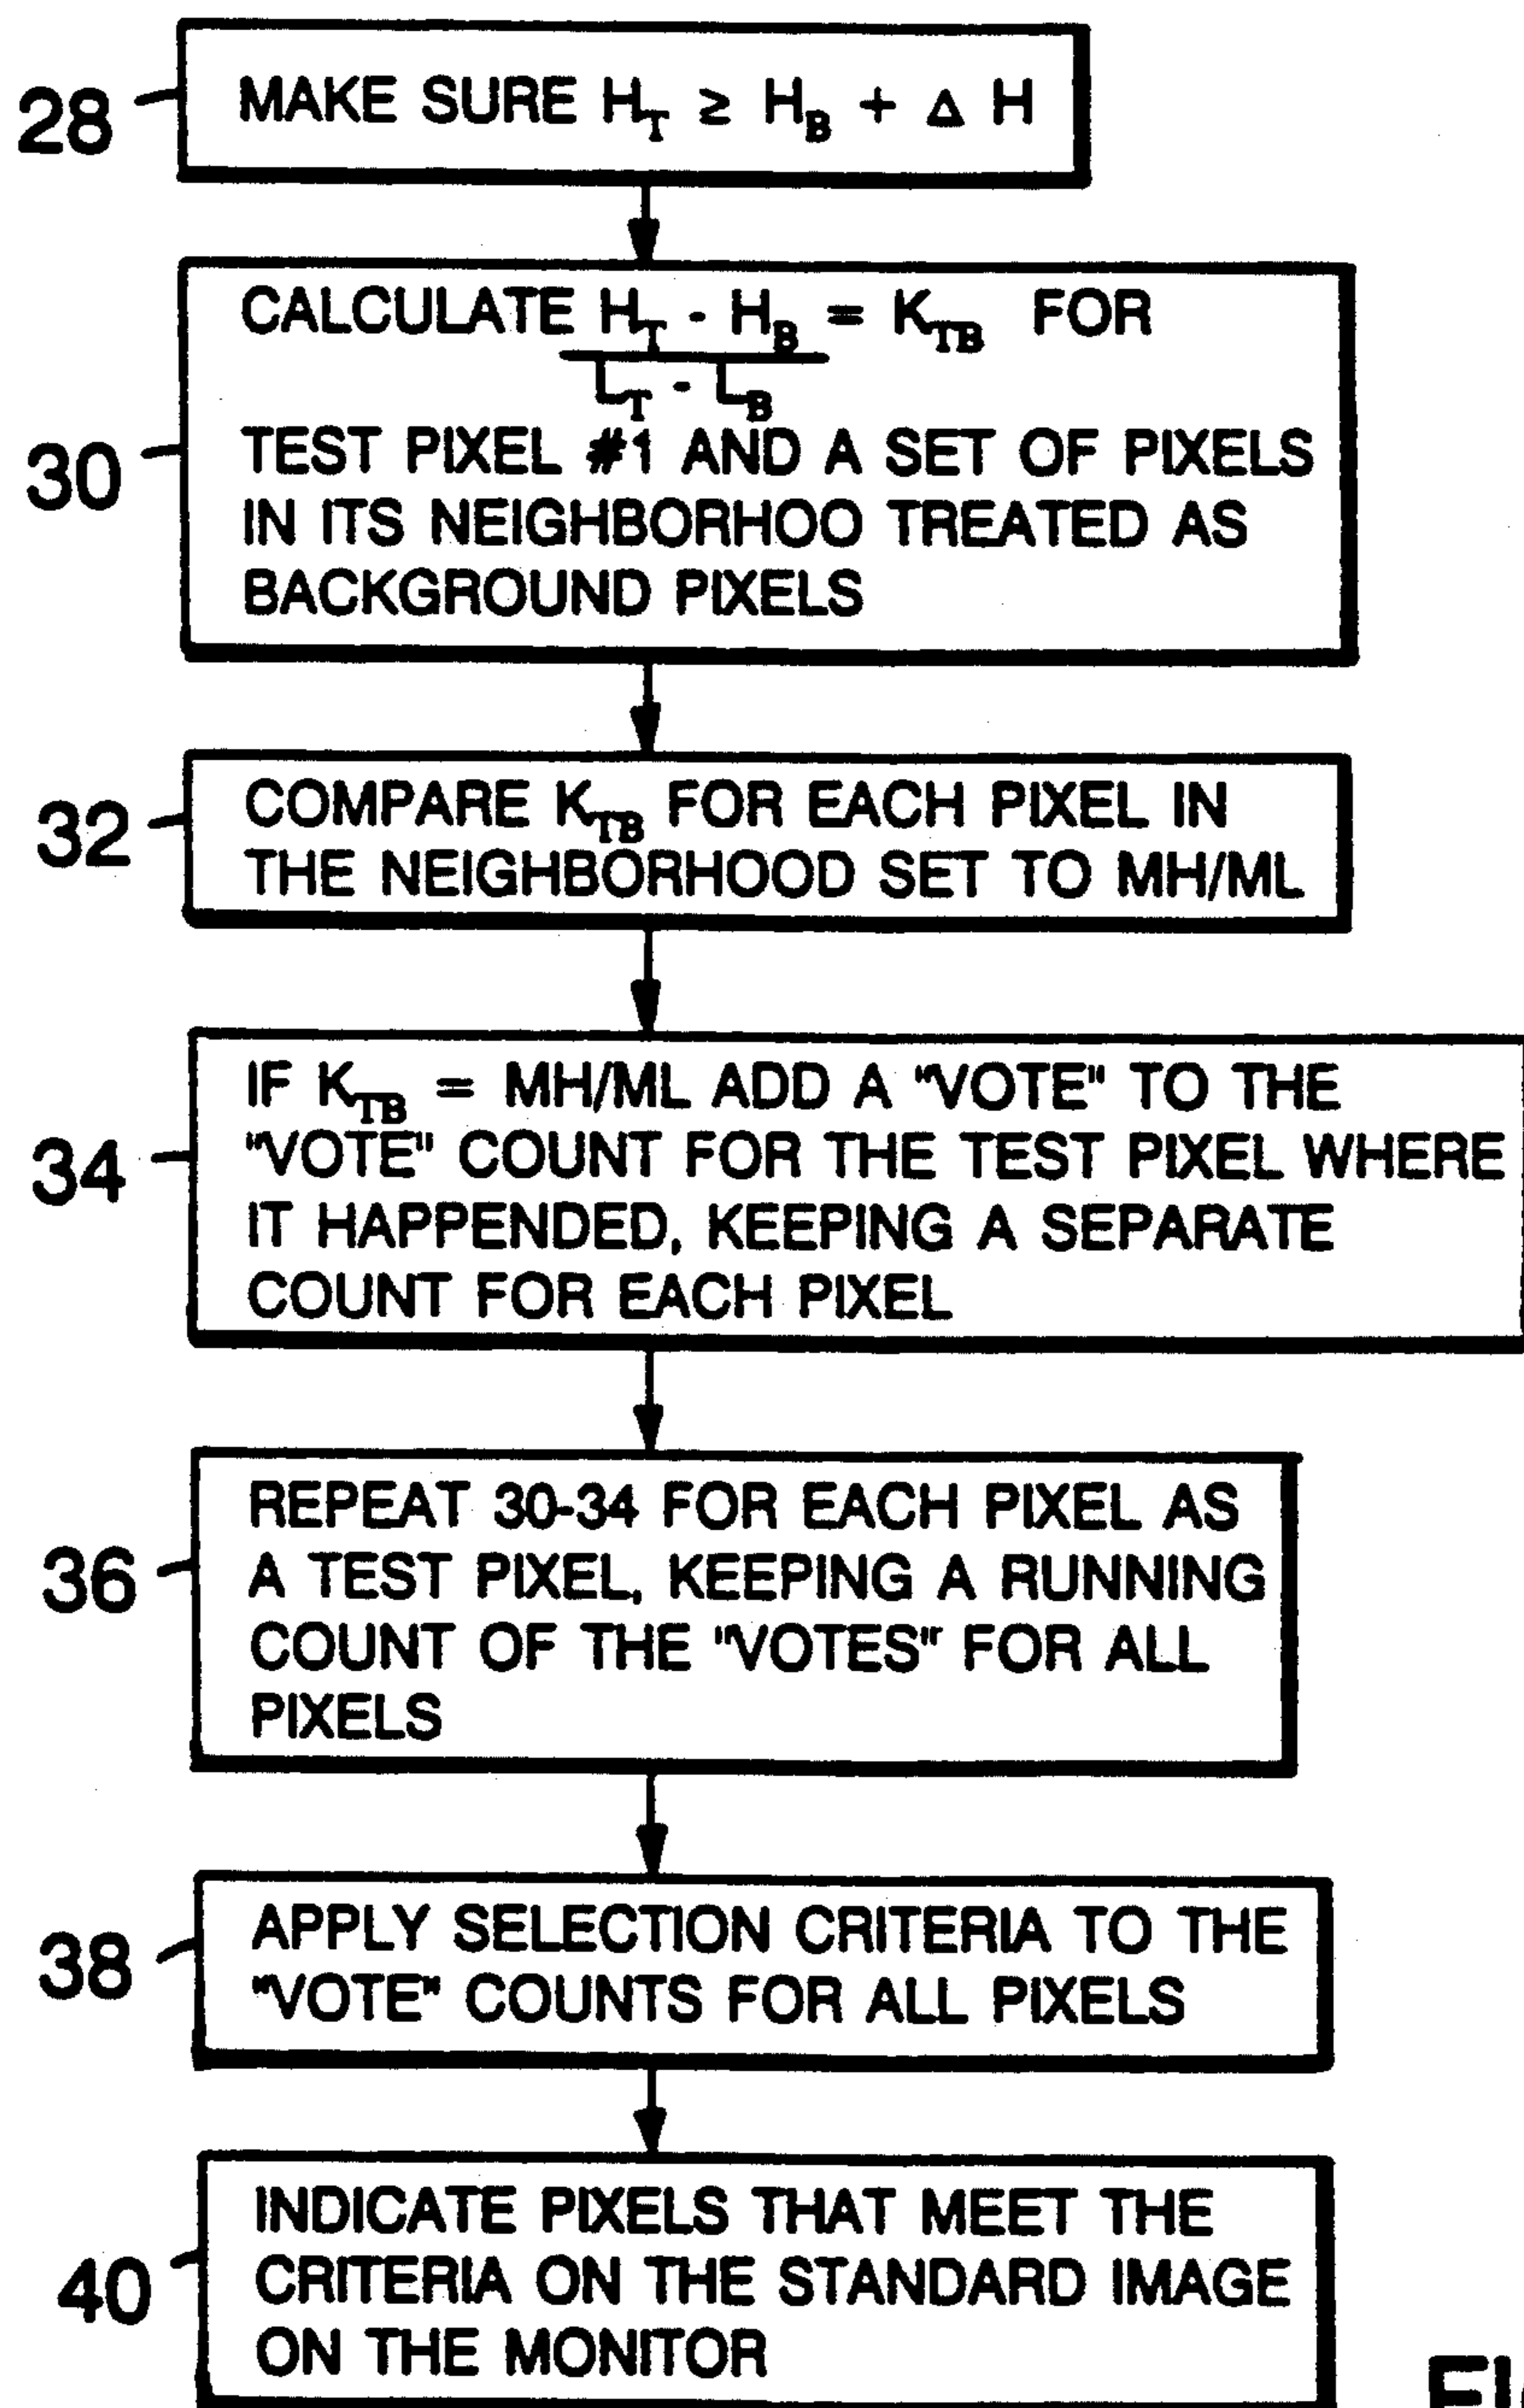 28
MAKE SURE H_T ≥ H_B + Δ H
30
CALCULATE H_T - H_B = K_TB FOR
L_T - L_B
TEST PIXEL #1 AND A SET OF PIXELS
IN ITS NEIGHBORHOO TREATED AS
BACKGROUND PIXELS
32
COMPARE K_TB FOR EACH PIXEL IN
THE NEIGHBORHOOD SET TO MH/ML
34
IF K_TB = MH/ML ADD A "VOTE" TO THE
"VOTE" COUNT FOR THE TEST PIXEL WHERE
IT HAPPENDED, KEEPING A SEPARATE
COUNT FOR EACH PIXEL
36
REPEAT 30-34 FOR EACH PIXEL AS
A TEST PIXEL, KEEPING A RUNNING
COUNT OF THE "VOTES" FOR ALL
PIXELS
38
APPLY SELECTION CRITERIA TO THE
"VOTE" COUNTS FOR ALL PIXELS
40
INDICATE PIXELS THAT MEET THE
CRITERIA ON THE STANDARD IMAGE
ON THE MONITOR